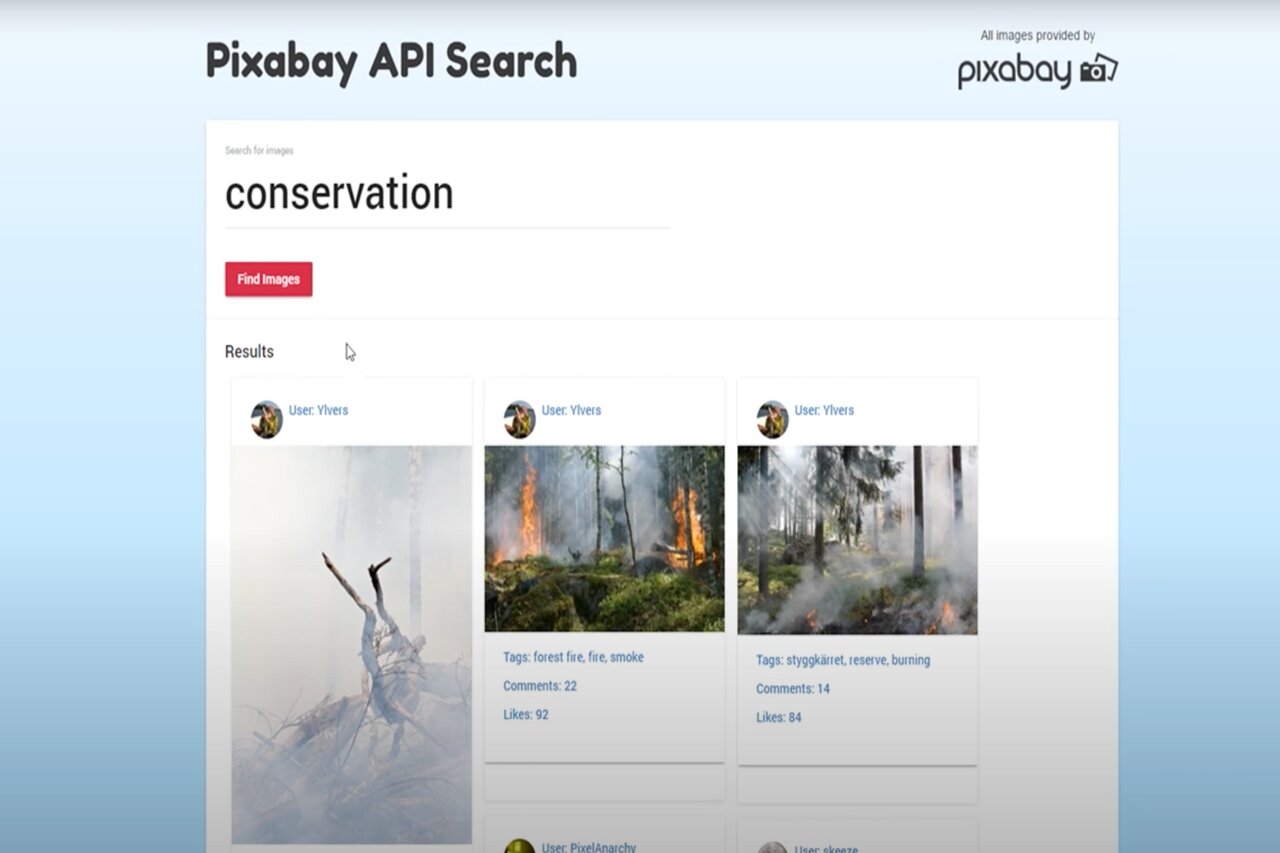 Pixabay API Search
All images provided by
pixabay
Search for images
conservation
Find Images
Results
User: Ylvers
User: Ylvers
User: Ylvers
Tags: forest fire, fire, smoke
Comments: 22
Likes: 92
Tags: styggkärret, reserve, burning
Comments: 14
Likes: 84
User: PixelAnarchy
User: skeeze